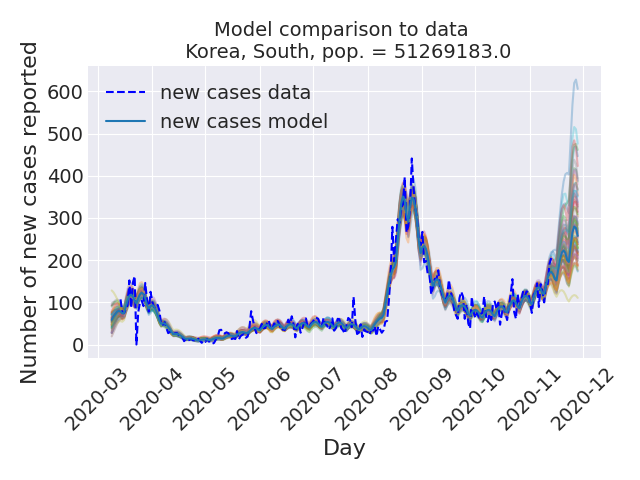 Model comparison to data
Korea, South, pop. = 51269183.0
Number of new cases reported
600
500
400
300
200
100
0
new cases data
new cases model
2020-03
2020-04
2020-05
2020-06
2020-07
2020-08
2020-09
2020-10
2020-11
2020-12
Day